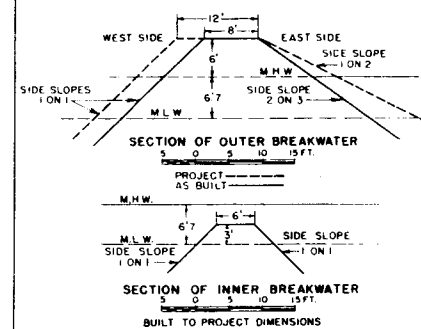 12'
8'
WEST SIDE EAST SIDE
SIDE SLOPE
1 ON 2
6'
M.H.W.
SIDE SLOPES
1 ON 1
6'7
SIDE SLOPE
2 ON 3
M.L.W.
SECTION OF OUTER BREAKWATER
5 0 5 10 15 FT.
PROJECT
AS BUILT
M.H.W.
6'
6'7
M.L.W.
3'
SIDE SLOPE
1 ON 1
SIDE SLOPE
1 ON 1
SECTION OF INNER BREAKWATER
5 0 5 10 15 FT.
BUILT TO PROJECT DIMENSIONS